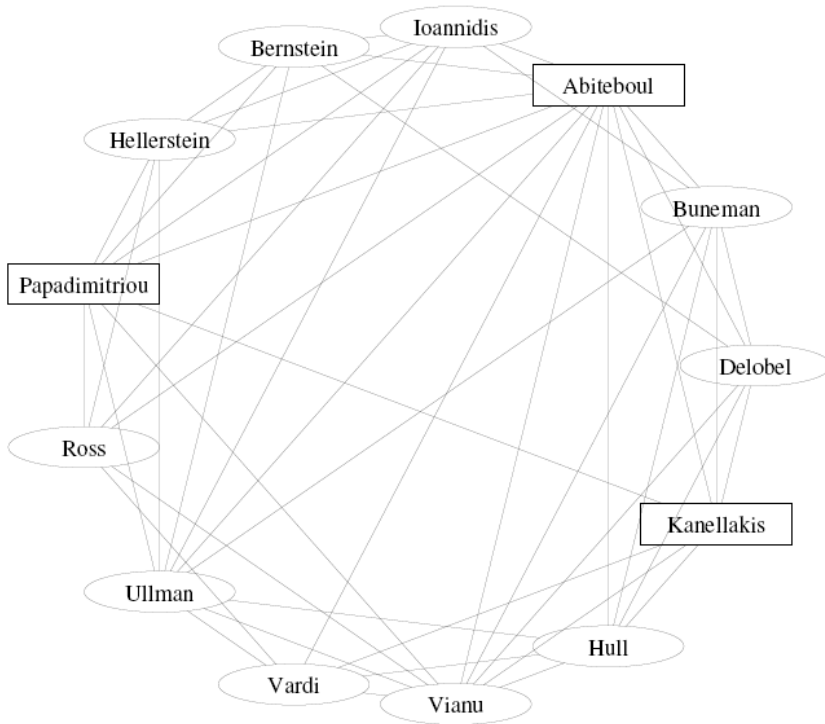 Ioannidis
Bernstein
Abiteboul
Hellerstein
Buneman
Papadimitriou
Delobel
Ross
Kanellakis
Ullman
Hull
Vardi
Vianu